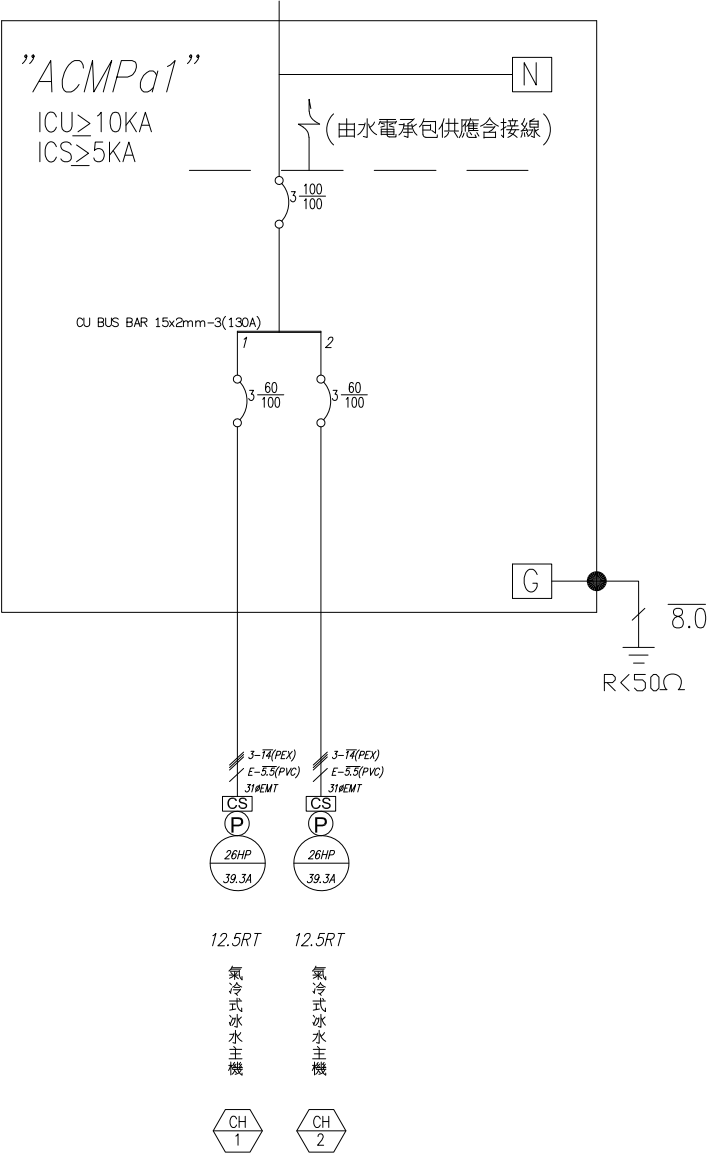 "ACMPa1"
N
ICU≥10KA
ICS≥5KA
(由水電承包供應含接線)
3 100/100
CU BUS BAR 15x2mm-3(130A)
1
2
3 60/100
3 60/100
G
8.0
R<50Ω
3-14(PEX)
E-5.5(PVC)
31øEMT
3-14(PEX)
E-5.5(PVC)
31øEMT
CS
CS
P
P
26HP
26HP
39.3A
39.3A
12.5RT
12.5RT
氣冷式冰水主機
氣冷式冰水主機
CH
1
CH
2